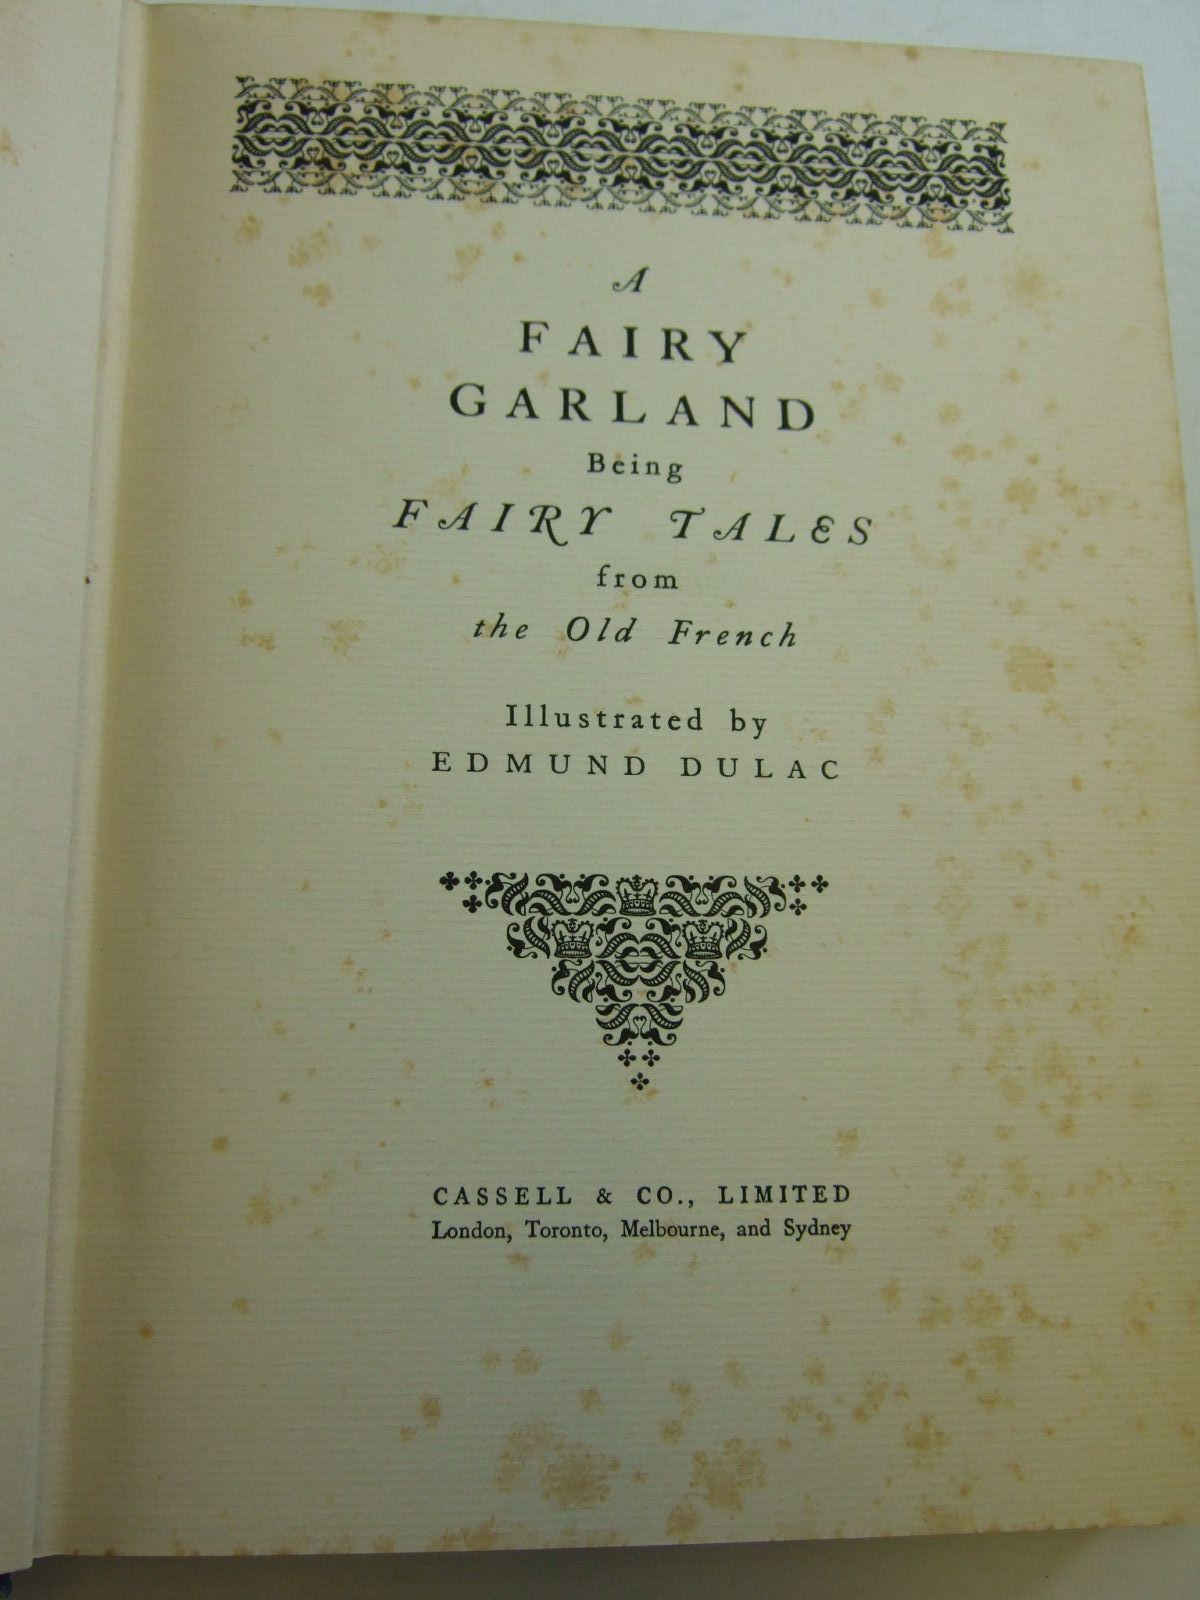 A
FAIRY
GARLAND
Being
FAIRY TALES
from
the Old French
Illustrated by
EDMUND DULAC
CASSELL & CO., LIMITED
London, Toronto, Melbourne, and Sydney